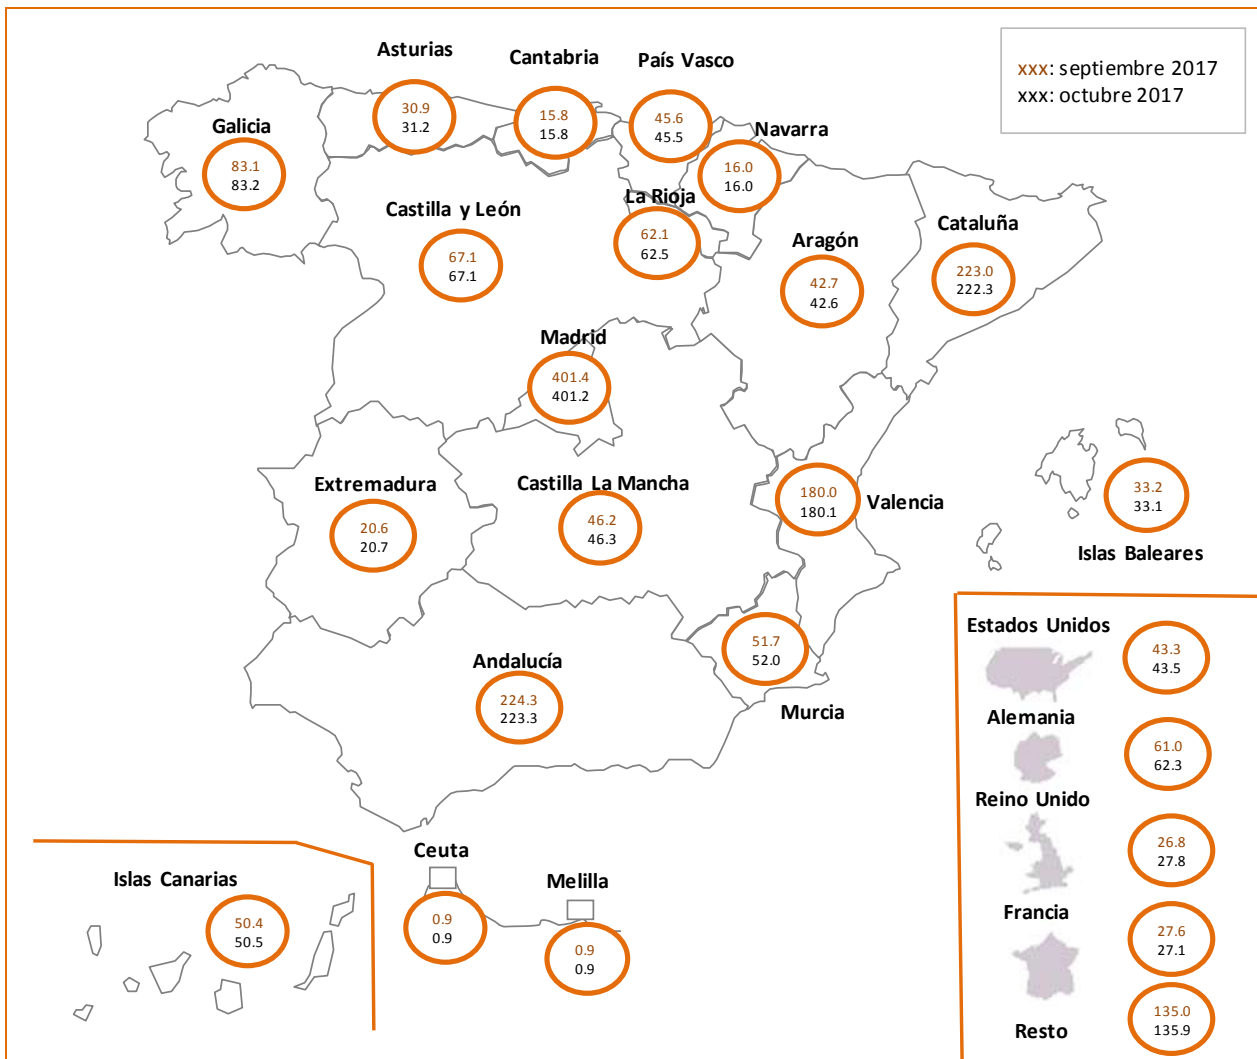 xxx: septiembre 2017
xxx: octubre 2017
Asturias
30.9
31.2
Cantabria
15.8
15.8
País Vasco
45.6
45.5
Navarra
16.0
16.0
Galicia
83.1
83.2
Castilla y León
67.1
67.1
La Rioja
62.1
62.5
Aragón
42.7
42.6
Cataluña
223.0
222.3
Madrid
401.4
401.2
Extremadura
20.6
20.7
Castilla La Mancha
46.2
46.3
180.0
180.1
Valencia
33.2
33.1
Islas Baleares
Andalucía
224.3
223.3
51.7
52.0
Murcia
Estados Unidos
43.3
43.5
Alemania
61.0
62.3
Reino Unido
26.8
27.8
Francia
27.6
27.1
Resto
135.0
135.9
Islas Canarias
50.4
50.5
Ceuta
0.9
0.9
Melilla
0.9
0.9